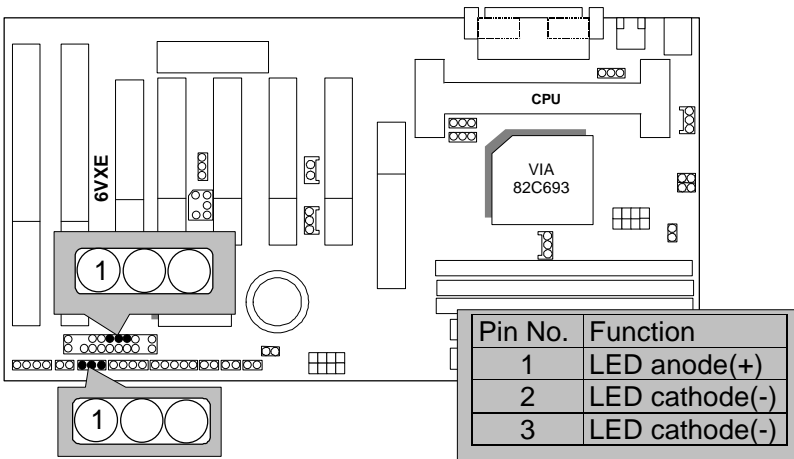 CPU
6VXE
VIA
82C693
1
Pin No. Function
1 LED anode(+)
2 LED cathode(-)
3 LED cathode(-)
1